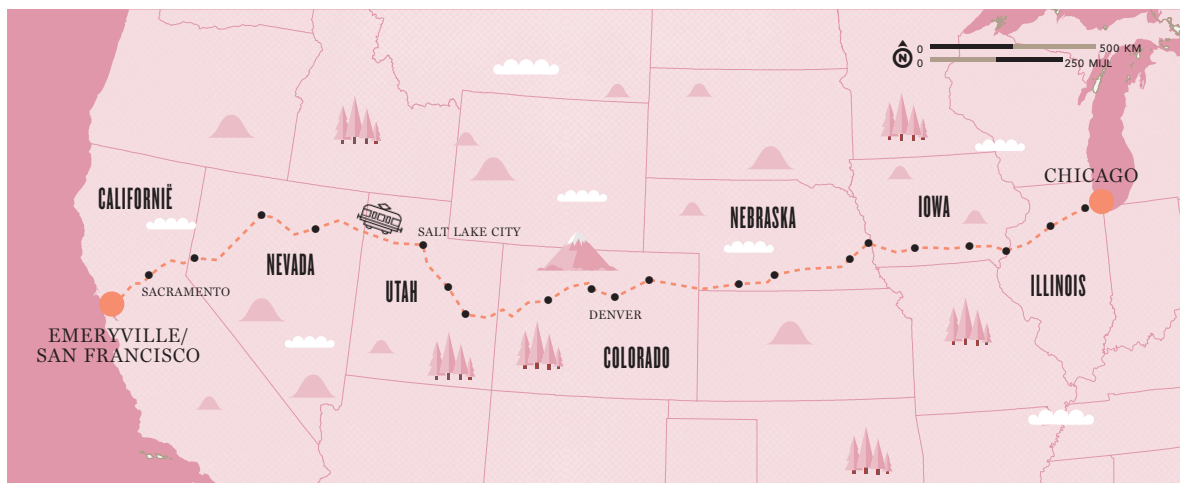 0 500 KM
N
0 250 MIJL
CHICAGO
CALIFORNIË
IOWA
NEBRASKA
SALT LAKE CITY
NEVADA
UTAH
ILLINOIS
SACRAMENTO
DENVER
EMERYVILLE/
SAN FRANCISCO
COLORADO